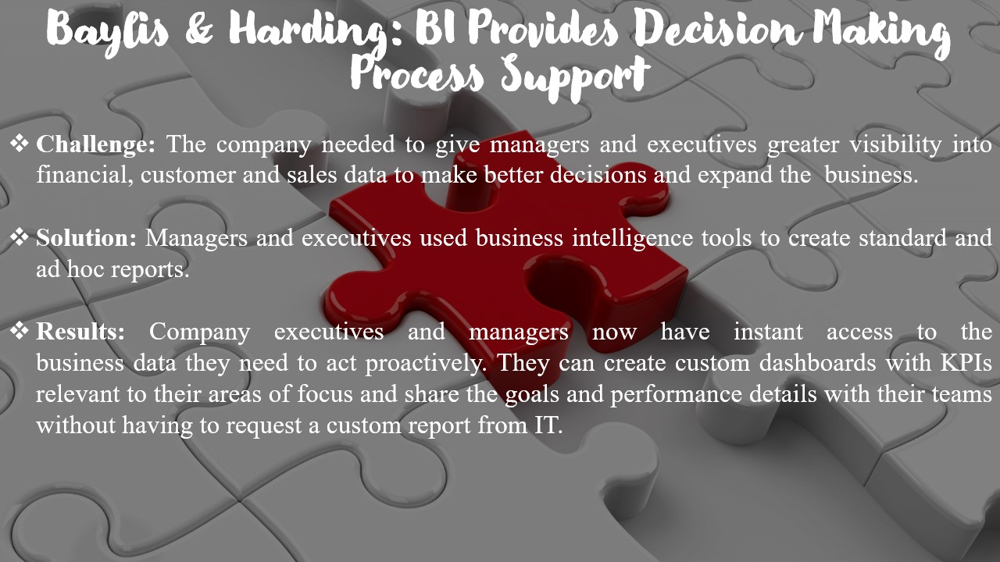 Baylis & Harding: BI Provides Decision Making
Process Support
❖ Challenge: The company needed to give managers and executives greater visibility into
financial, customer and sales data to make better decisions and expand the  business.
❖ Solution: Managers and executives used business intelligence tools to create standard and
ad hoc reports.
❖ Results: Company executives and managers now have instant access to the
business data they need to act proactively. They can create custom dashboards with KPIs
relevant to their areas of focus and share the goals and performance details with their teams
without having to request a custom report from IT.